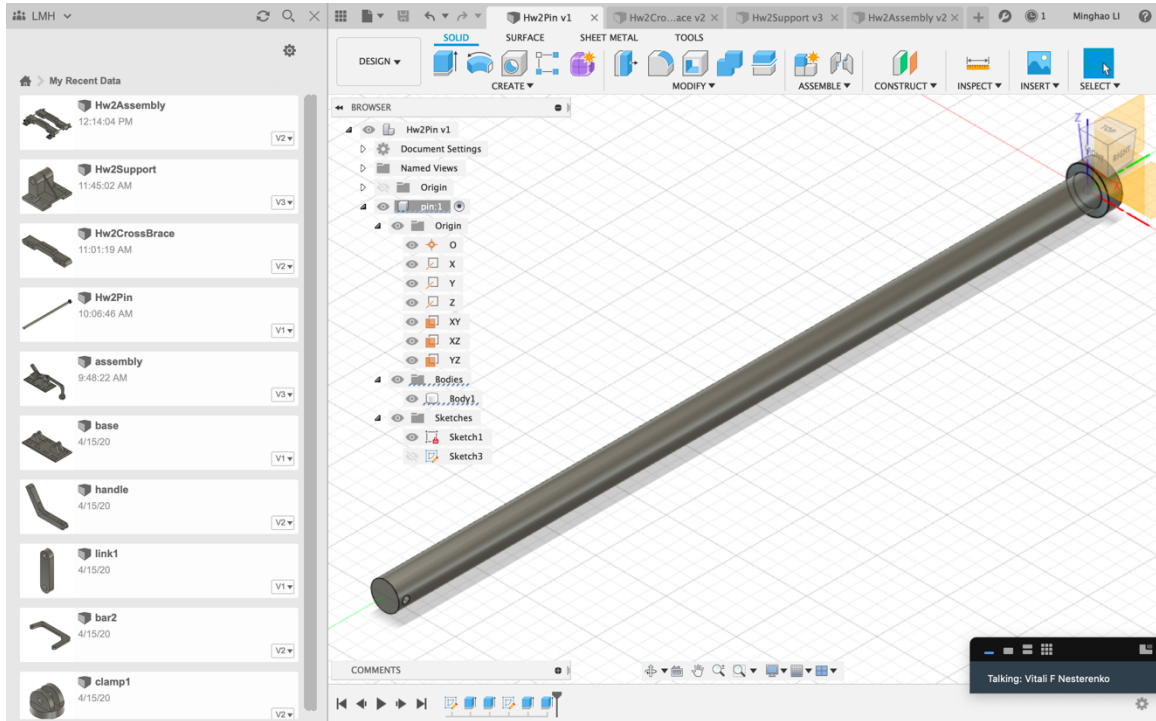 LMH
My Recent Data
Hw2Assembly
12:14:04 PM
V2
Hw2Support
11:45:02 AM
V3
Hw2CrossBrace
11:01:19 AM
V2
Hw2Pin
10:06:46 AM
V1
assembly
9:48:22 AM
V3
base
4/15/20
V1
handle
4/15/20
V2
link1
4/15/20
V1
bar2
4/15/20
V2
clamp1
4/15/20
V2
Hw2Pin v1
Hw2Cro...ace v2
Hw2Support v3
Hw2Assembly v2
1
Minghao LI
SOLID SURFACE SHEET METAL TOOLS
DESIGN
CREATE MODIFY ASSEMBLE CONSTRUCT INSPECT INSERT SELECT
BROWSER
Hw2Pin v1
Document Settings
Named Views
Origin
pin:1
Origin
O
X
Y
Z
XY
XZ
YZ
Bodies
Body1
Sketches
Sketch1
Sketch3
Z
TOP
RIGHT
COMMENTS
Talking: Vitali F Nesterenko